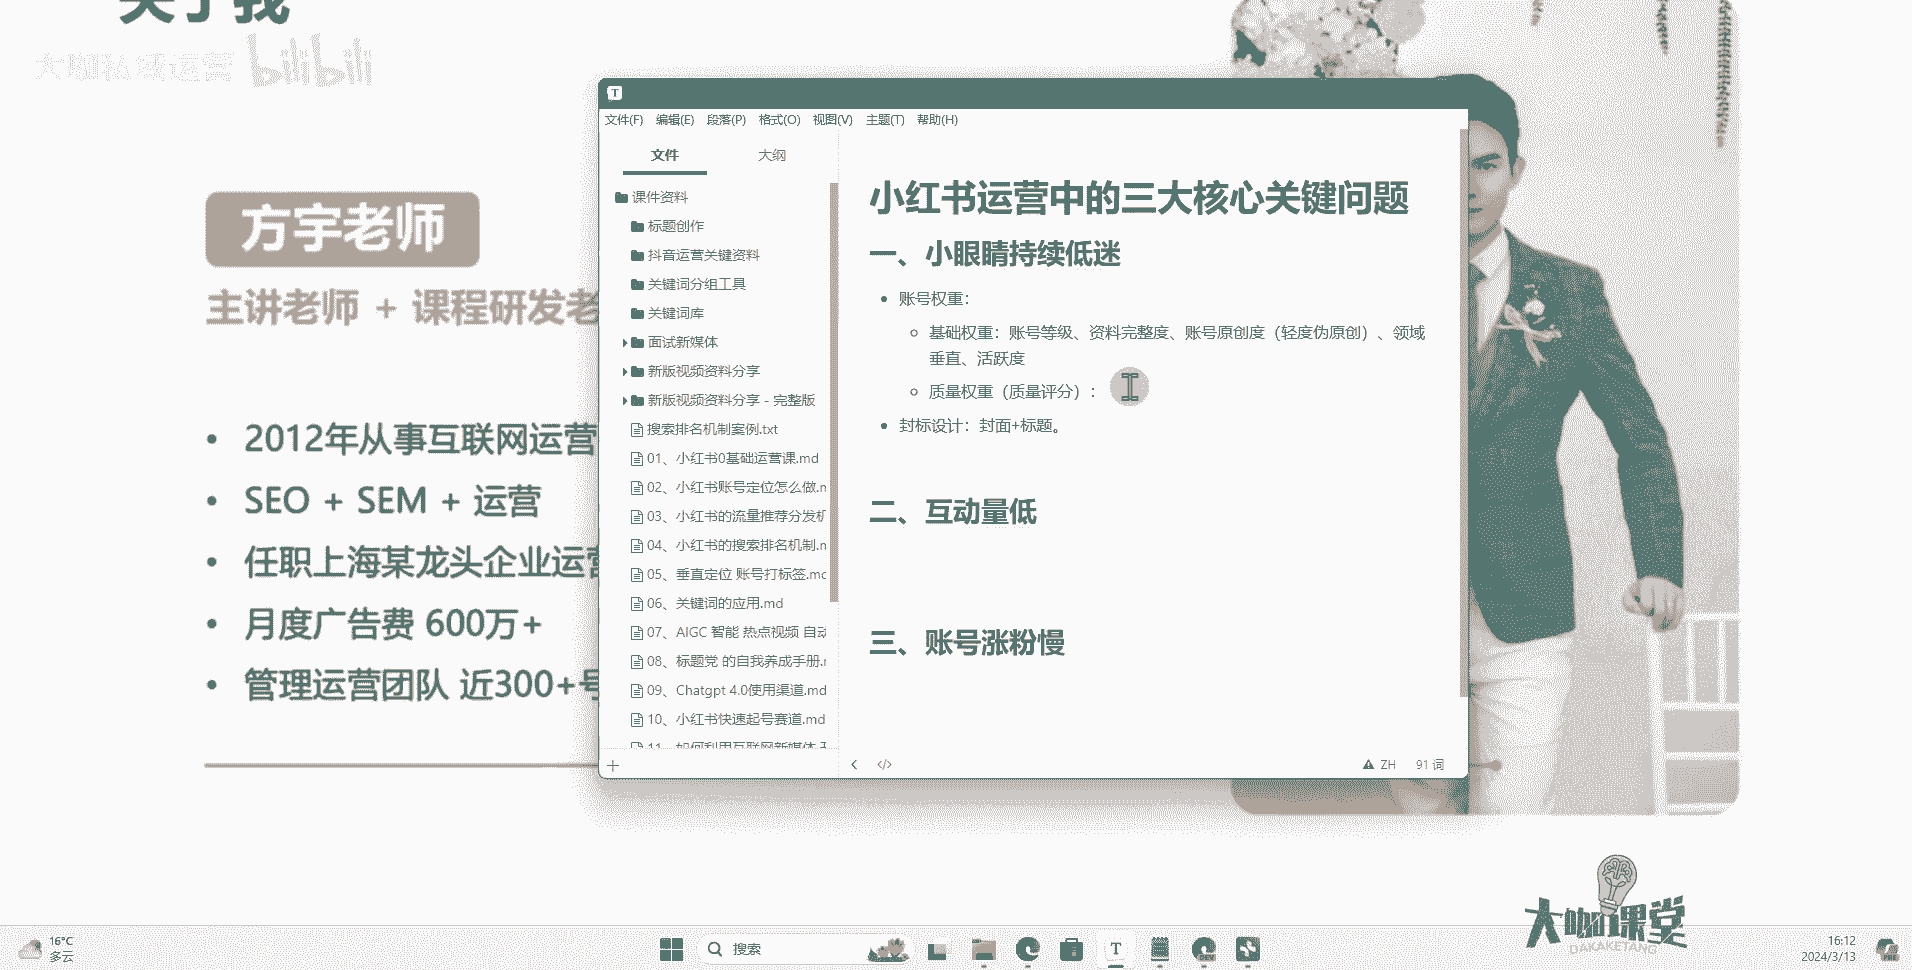 关于我
大咖私域运营 bilibili
方宇老师
主讲老师 + 课程研发老
2012年从事互联网运营
SEO + SEM + 运营
任职上海某龙头企业运营
月度广告费 600万+
管理运营团队 近300+号
T
文件(F) 编辑(E) 段落(P) 格式(O) 视图(V) 主题(T) 帮助(H)
文件 大纲
课件资料
标题创作
抖音运营关键资料
关键词分组工具
关键词库
面试新媒体
新版视频资料分享
新版视频资料分享 - 完整版
搜索排名机制案例.txt
01、小红书0基础运营课.md
02、小红书账号定位怎么做.m
03、小红书的流量推荐分发机
04、小红书的搜索排名机制.m
05、垂直定位 账号打标签.md
06、关键词的应用.md
07、AIGC 智能 热点视频 自动
08、标题党 的自我养成手册.m
09、Chatgpt 4.0使用渠道.md
10、小红书快速起号赛道.md
11、如何利用互联网新媒体
小红书运营中的三大核心关键问题
一、小眼睛持续低迷
账号权重：
基础权重：账号等级、资料完整度、账号原创度（轻度伪原创）、领域
垂直、活跃度
质量权重（质量评分）：
封标设计：封面+标题。
二、互动量低
三、账号涨粉慢
ZH 91 词
大咖课堂
DAKAKETANG
16°C
多云
搜索
T
DEV
16:12
2024/3/13
PRE